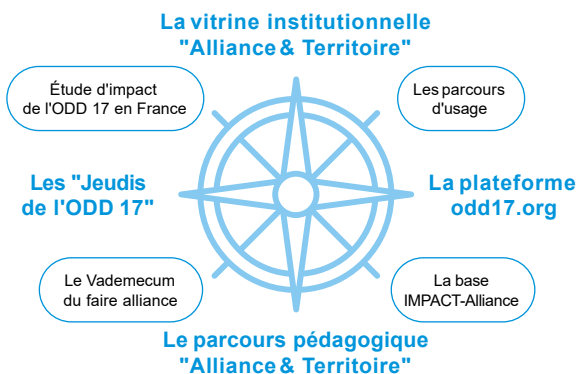 La vitrine institutionnelle
"Alliance & Territoire"
Étude d'impact
de l'ODD 17 en France
Les parcours
d'usage
Les "Jeudis
de l'ODD 17"
La plateforme
odd17.org
Le Vademecum
du faire alliance
La base
IMPACT-Alliance
Le parcours pédagogique
"Alliance & Territoire"